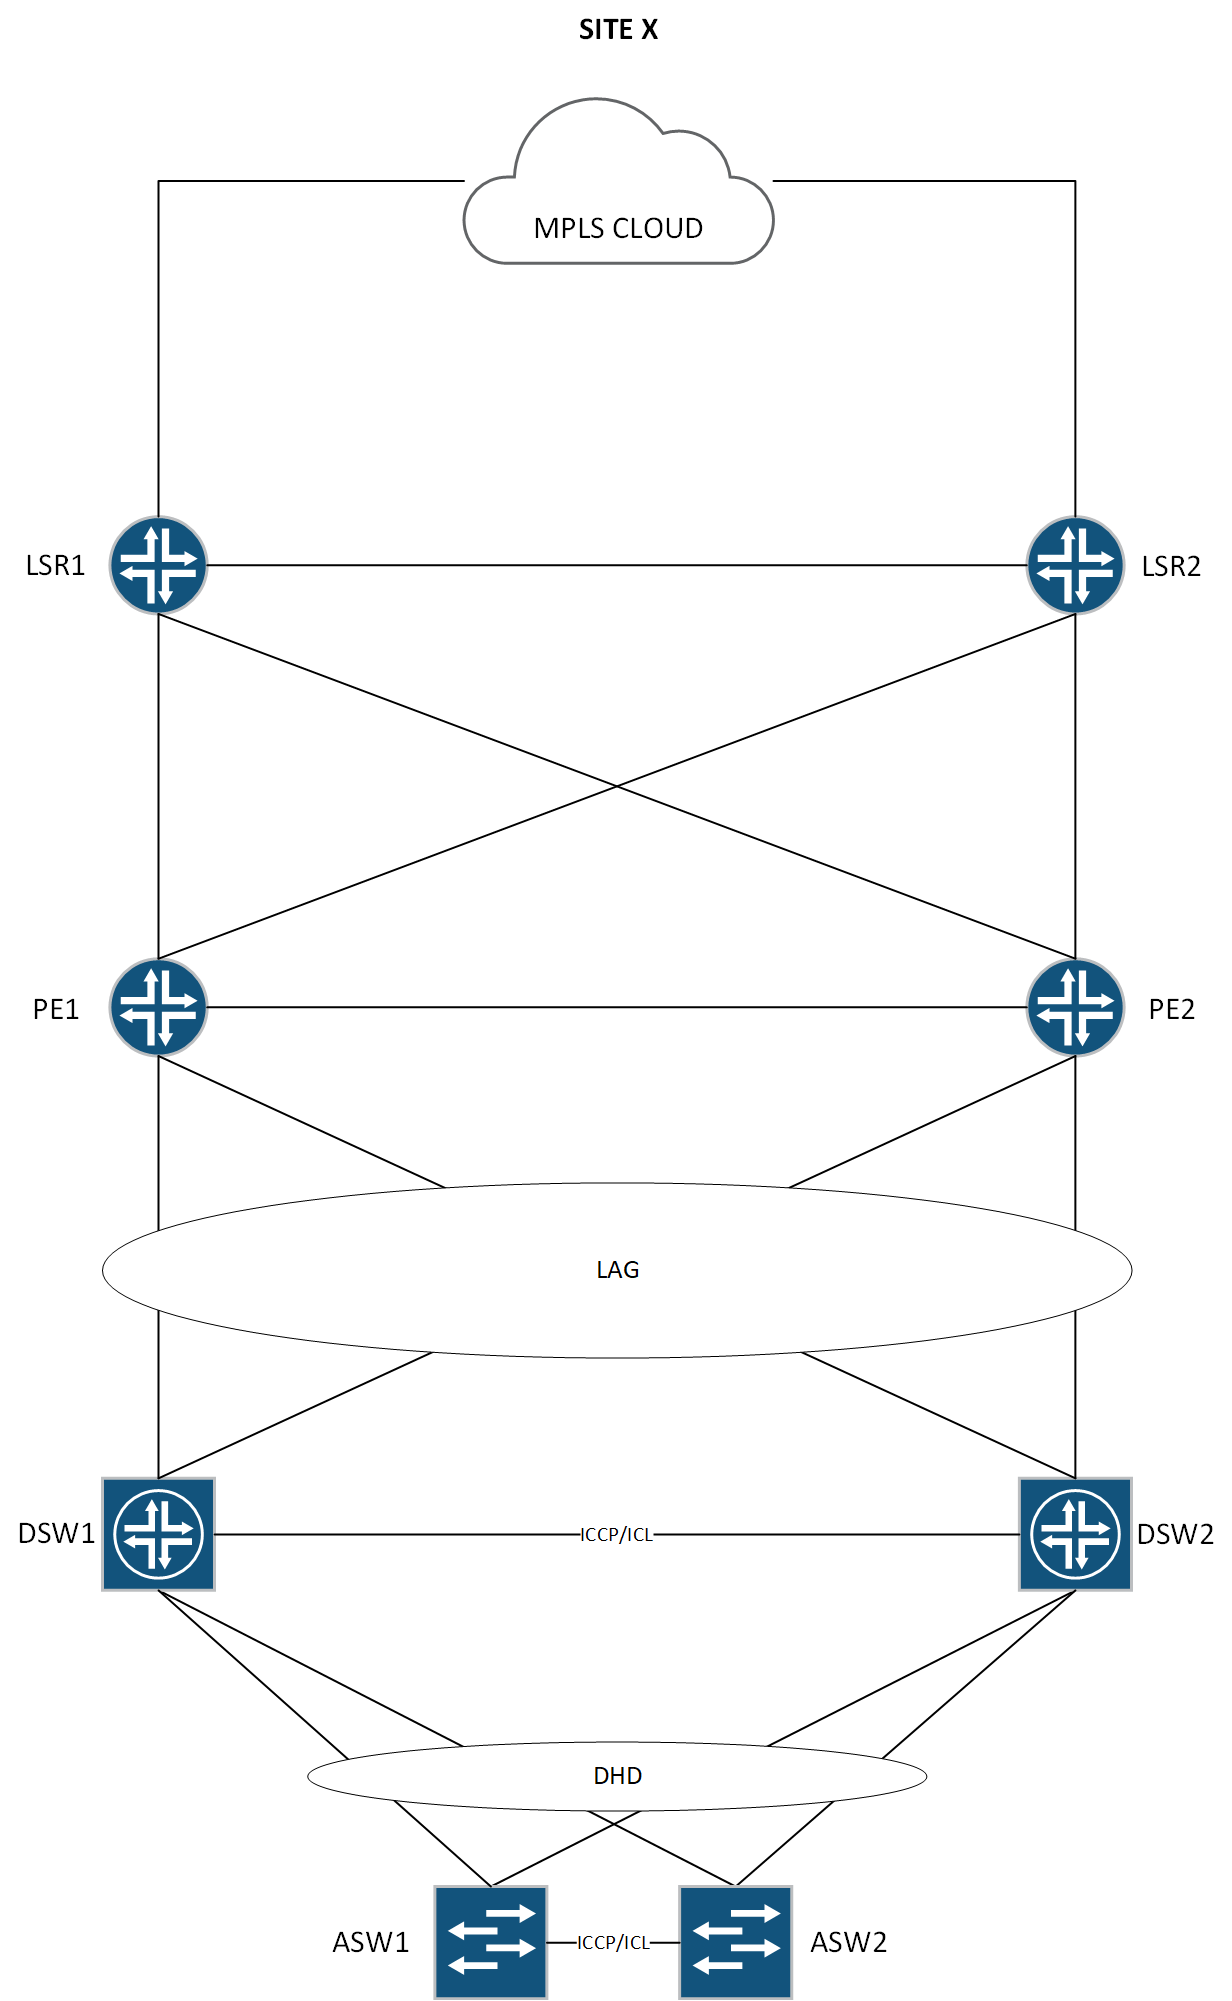 SITE X
MPLS CLOUD
LSR1
LSR2
PE1
PE2
LAG
DSW1
ICCP/ICL
DSW2
DHD
ASW1
ICCP/ICL
ASW2